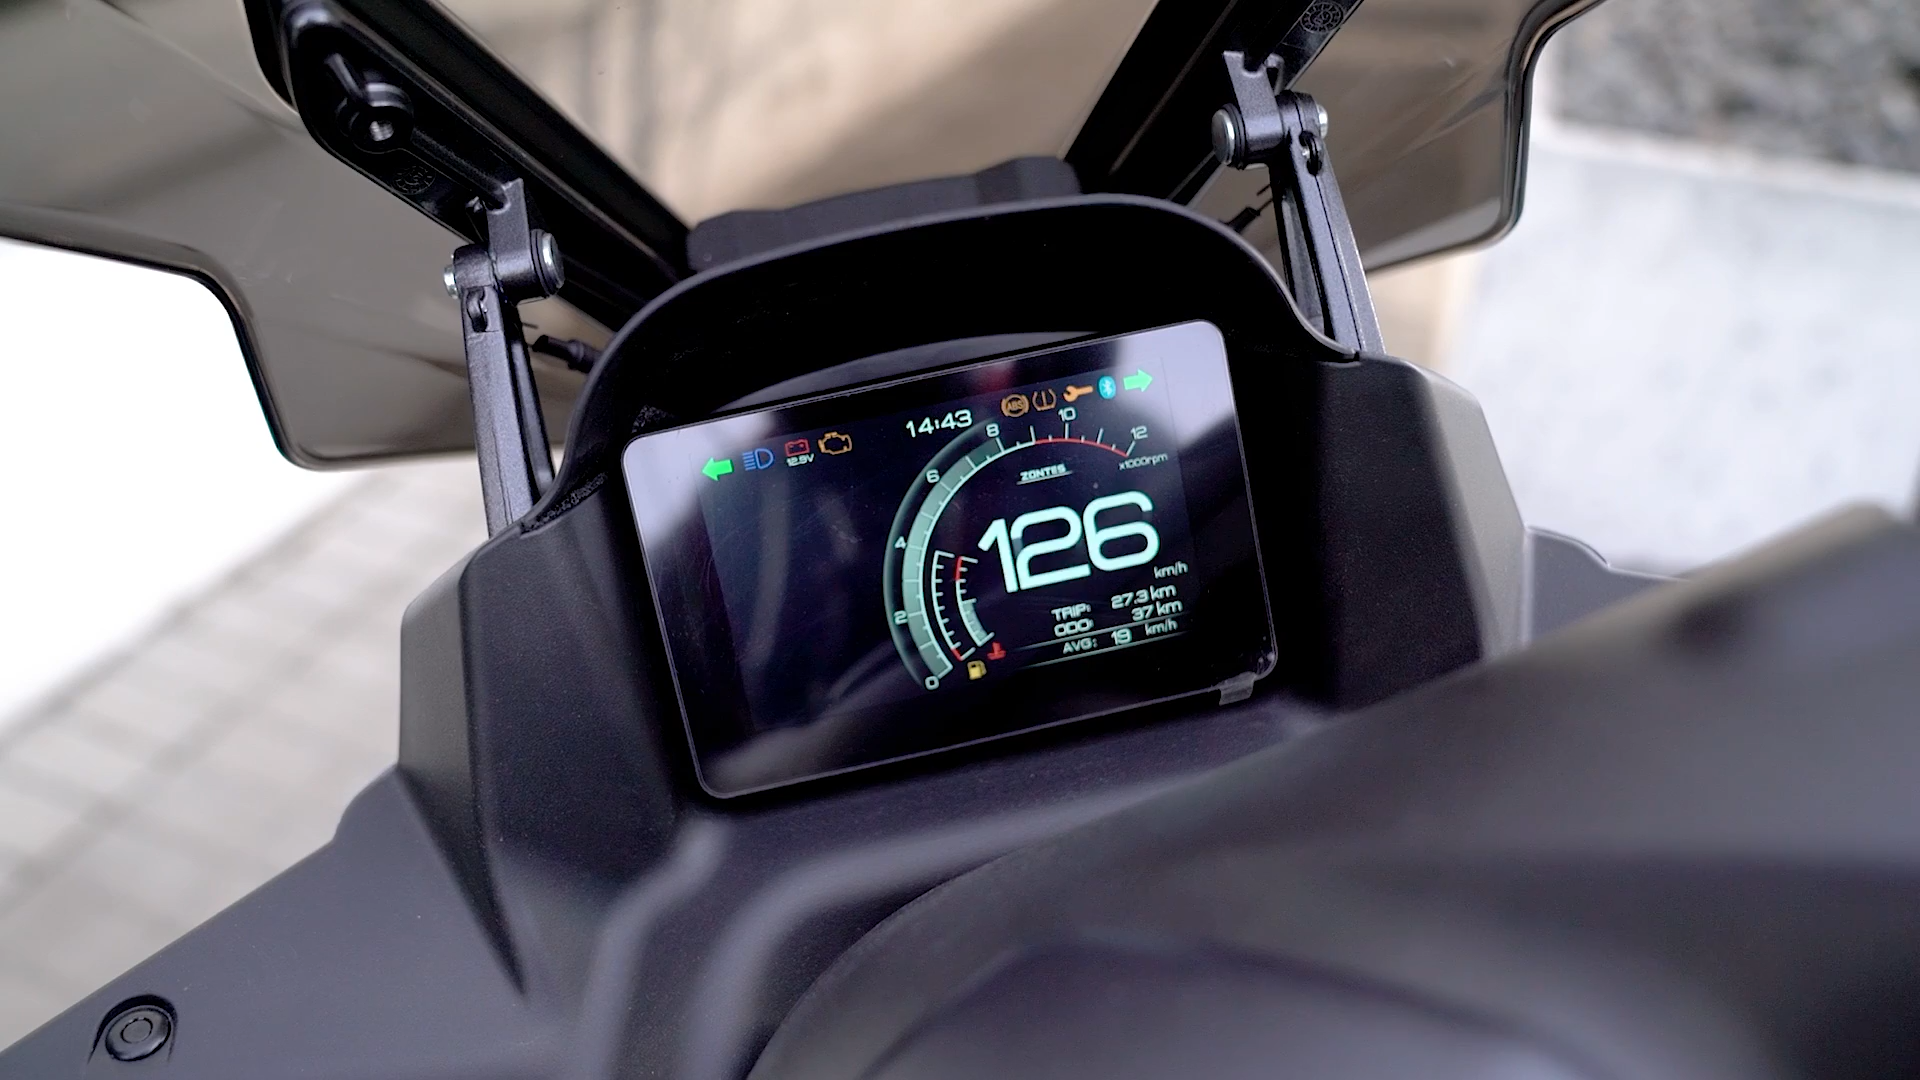 14:43
ABS
12.9V
0
2
4
6
8
10
12
x1000rpm
ZONTES
126
km/h
TRIP: 27.3 km
ODO: 37 km
AVG: 19 km/h